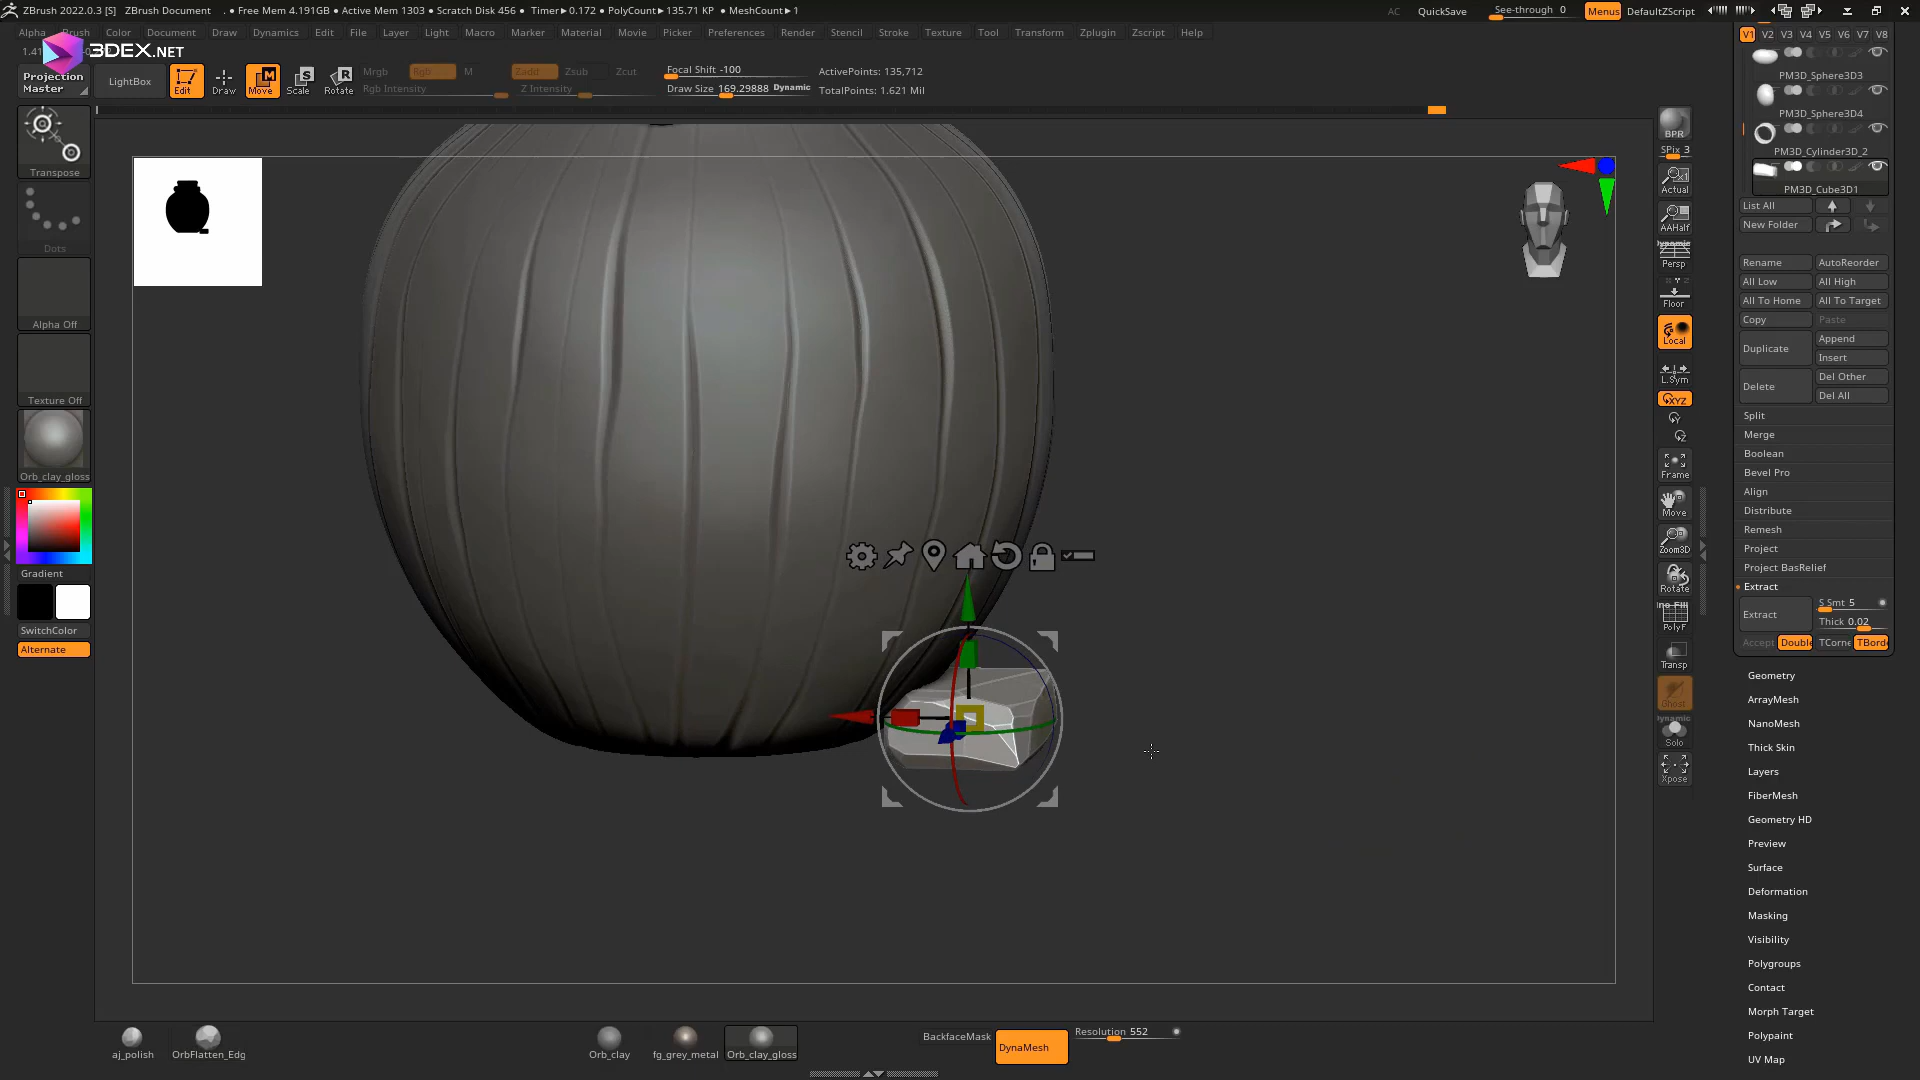 ZBrush 2022.0.3 [S] ZBrush Document . ● Free Mem 4.191GB ● Active Mem 1303 ● Scratch Disk 456 ● Timer►0.172 ● PolyCount►135.71 KP ● MeshCount►1 AC QuickSave See-through 0 Menus DefaultZScript
Alpha Brush Color Document Draw Dynamics Edit File Layer Light Macro Marker Material Movie Picker Preferences Render Stencil Stroke Texture Tool Transform Zplugin Zscript Help
3DEX.NET
Projection Master
LightBox
Edit
Draw
Move
Scale
Rotate
Mrgb Rgb M
Rgb Intensity
Zadd Zsub Zcut
Z Intensity
Focal Shift -100
Draw Size 169.29888 Dynamic
ActivePoints: 135,712
TotalPoints: 1.621 Mil
Transpose
Dots
Alpha Off
Texture Off
Orb_clay_gloss
Gradient
SwitchColor
Alternate
BPR
SPix 3
Actual
AAHalf
Dynamic
Persp
Floor
Local
L.Sym
XYZ
Y
Z
Frame
Move
Zoom3D
Rotate
PolyF
Transp
Ghost
Dynamic
Solo
Xpose
V1 V2 V3 V4 V5 V6 V7 V8
PM3D_Sphere3D3
PM3D_Sphere3D4
PM3D_Cylinder3D_2
PM3D_Cube3D1
List All
New Folder
Rename AutoReorder
All Low All High
All To Home All To Target
Copy Paste
Duplicate Append
Insert
Delete Del Other
Del All
Split
Merge
Boolean
Bevel Pro
Align
Distribute
Remesh
Project
Project BasRelief
Extract
Extract S Smt 5
Thick 0.02
Accept Double TCorne TBorde
Geometry
ArrayMesh
NanoMesh
Thick Skin
Layers
FiberMesh
Geometry HD
Preview
Surface
Deformation
Masking
Visibility
Polygroups
Contact
Morph Target
Polypaint
UV Map
aj_polish
OrbFlatten_Edg
Orb_clay
fg_grey_metal
Orb_clay_gloss
BackfaceMask
DynaMesh
Resolution 552